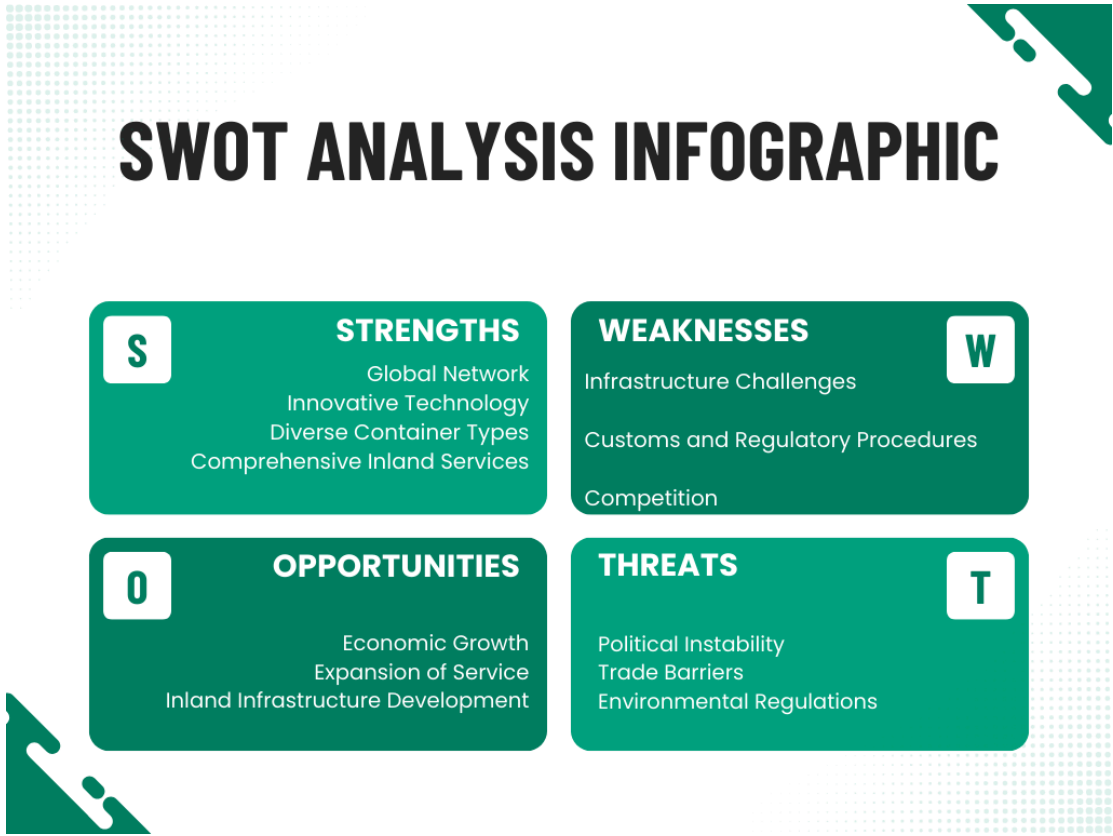 SWOT ANALYSIS INFOGRAPHIC
S
STRENGTHS
Global Network
Innovative Technology
Diverse Container Types
Comprehensive Inland Services
WEAKNESSES
W
Infrastructure Challenges
Customs and Regulatory Procedures
Competition
O
OPPORTUNITIES
Economic Growth
Expansion of Service
Inland Infrastructure Development
THREATS
T
Political Instability
Trade Barriers
Environmental Regulations